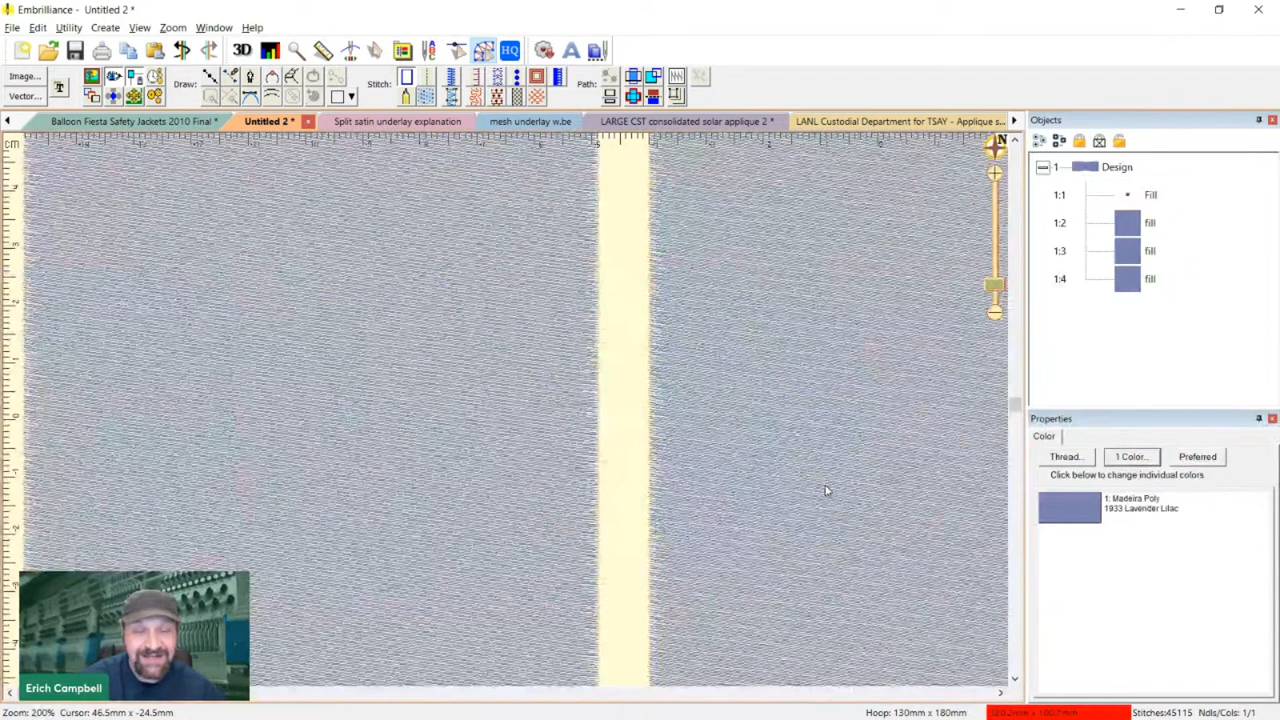 Embrilliance - Untitled 2 *
File Edit Utility Create View Zoom Window Help
3D HQ A
Image... T Draw: Stitch: Path:
Vector...
Balloon Fiesta Safety Jackets 2010 Final * Untitled 2 * x Split satin underlay explanation mesh underlay w.be LARGE CST consolidated solar applique 2 * LANL Custodial Department for TSAY - Applique s...
cm
N
Objects
1 Design
1:1 Fill
1:2 fill
1:3 fill
1:4 fill
Properties
Color
Thread... 1 Color... Preferred
Click below to change individual colors
1: Madeira Poly
1933 Lavender Lilac
Erich Campbell
Zoom: 200% Cursor: 46.5mm x -24.5mm Hoop: 130mm x 180mm Stitches:45115 Ndls/Cols: 1/1